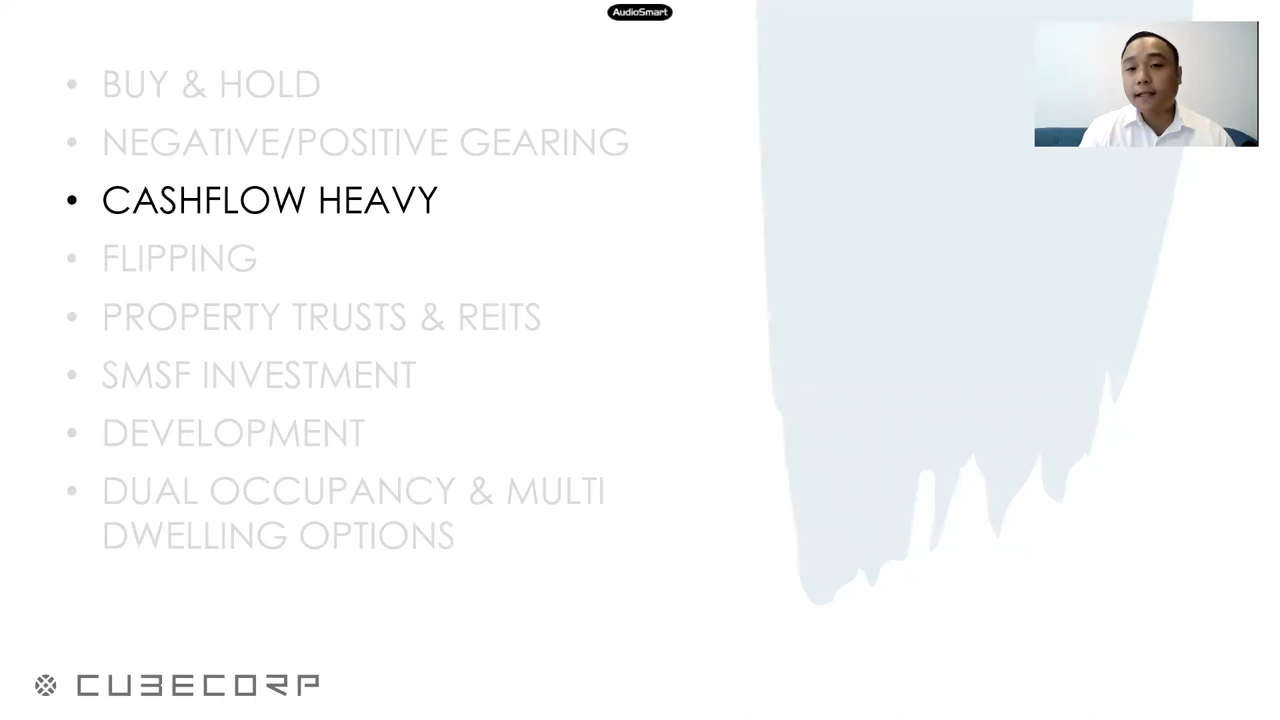 AudioSmart
• BUY & HOLD
• NEGATIVE/POSITIVE GEARING
• CASHFLOW HEAVY
• FLIPPING
• PROPERTY TRUSTS & REITS
• SMSF INVESTMENT
• DEVELOPMENT
• DUAL OCCUPANCY & MULTI
DWELLING OPTIONS
CUBECORP